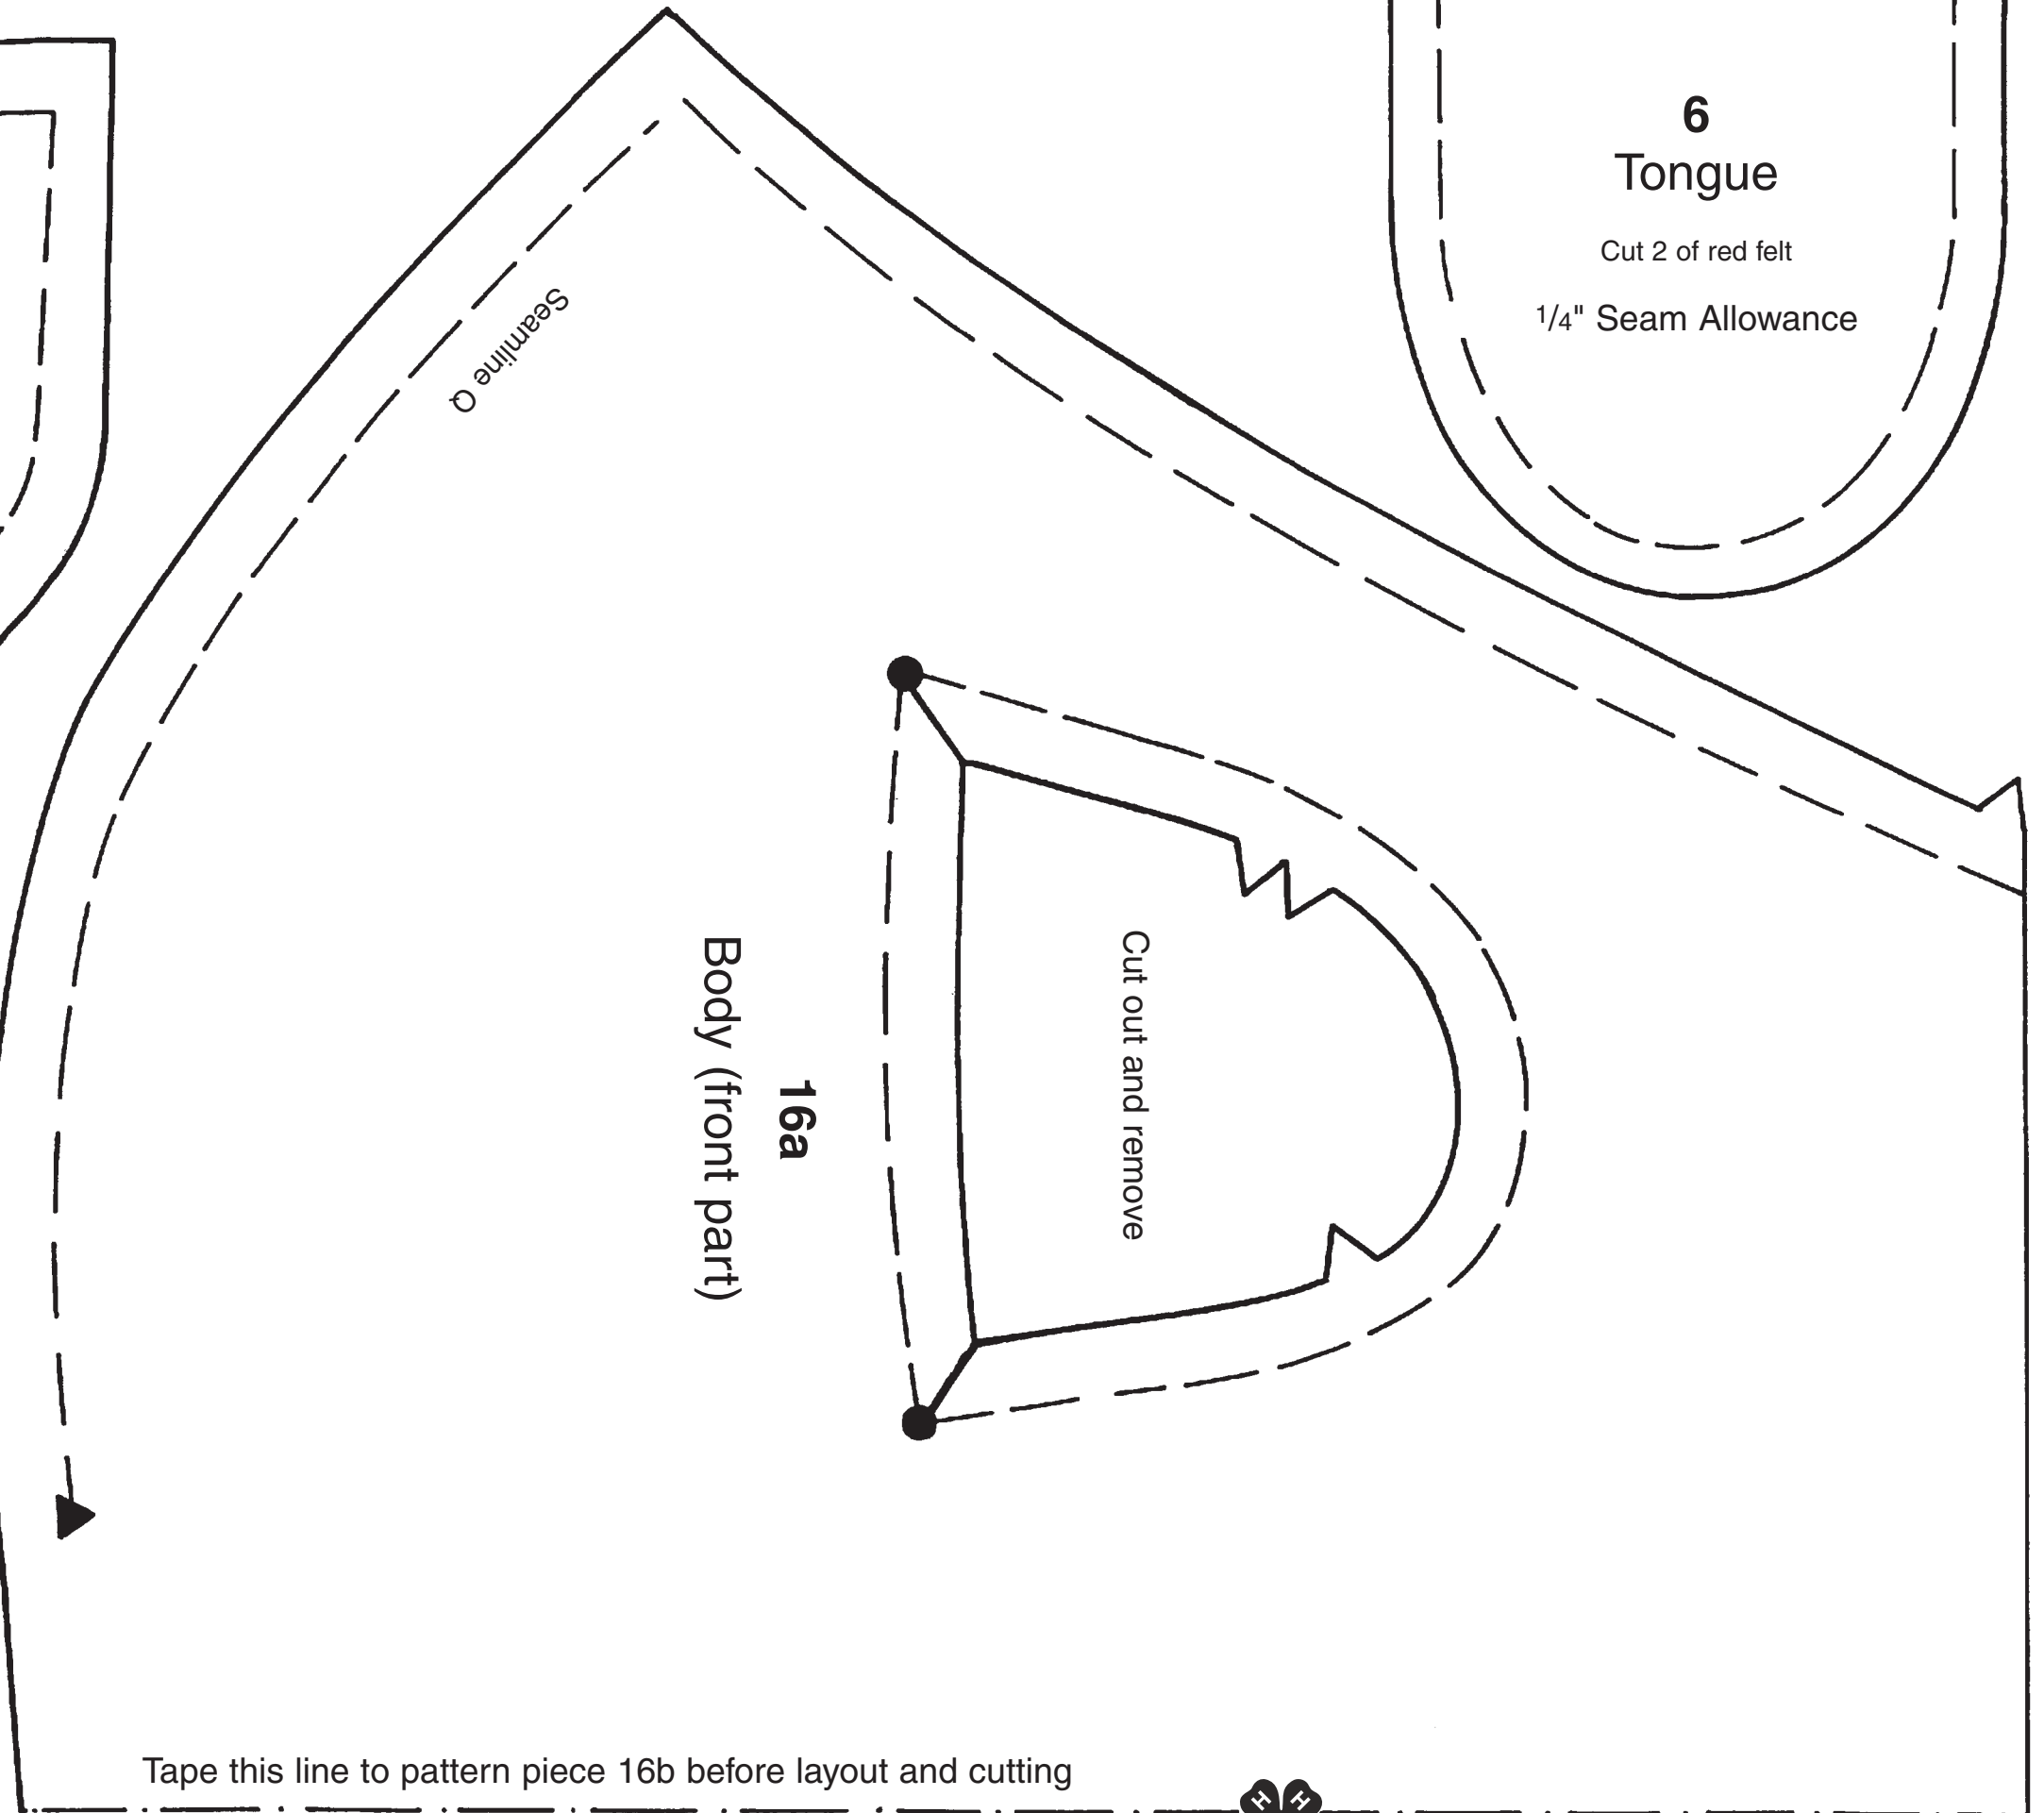 6
Tongue
Cut 2 of red felt
1/4" Seam Allowance
Seamline Q
Cut out and remove
16a
Body (front part)
Tape this line to pattern piece 16b before layout and cutting
H H